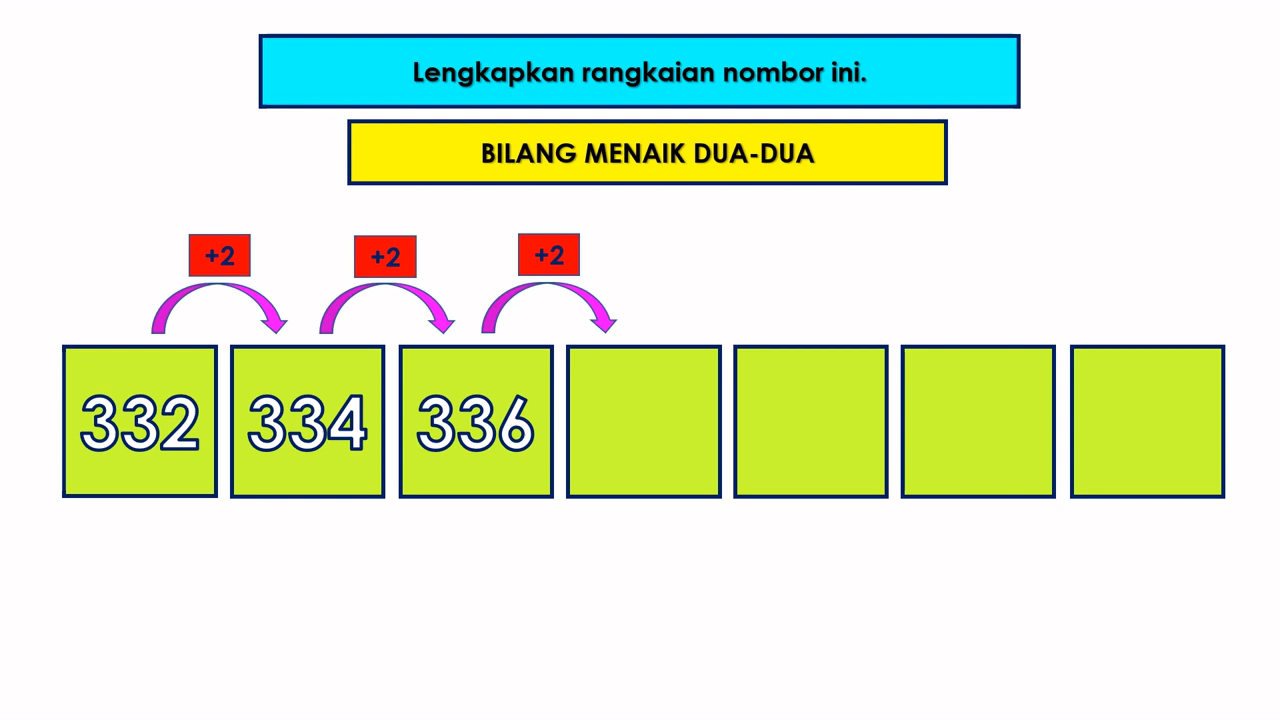 Lengkapkan rangkaian nombor ini.
BILANG MENAIK DUA-DUA
+2 +2 +2
332 334 336